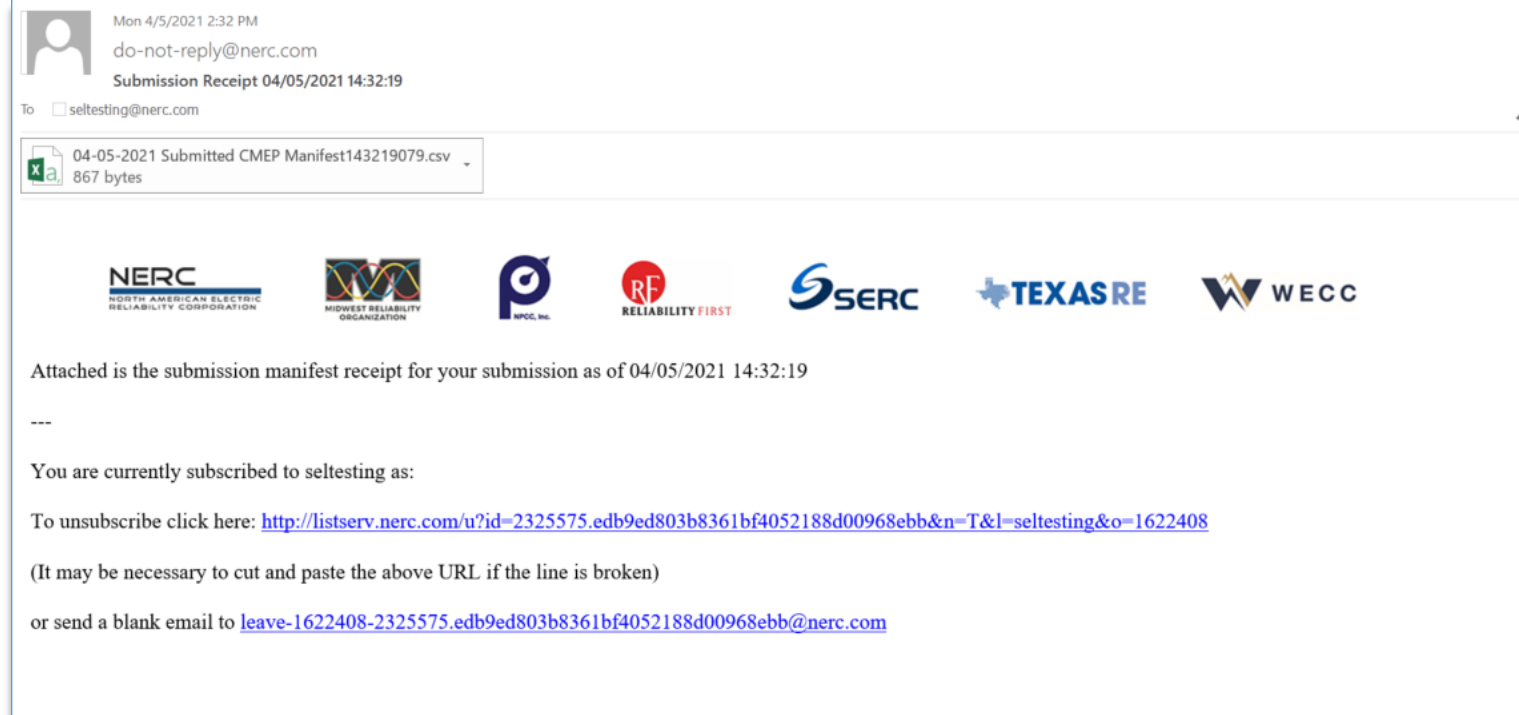 Mon 4/5/2021 2:32 PM
do-not-reply@nerc.com
Submission Receipt 04/05/2021 14:32:19
To seltesting@nerc.com
04-05-2021 Submitted CMEP Manifest143219079.csv
867 bytes
NERC
NORTH AMERICAN ELECTRIC
RELIABILITY CORPORATION
MIDWEST RELIABILITY
ORGANIZATION
NPCC, Inc.
RF
RELIABILITY FIRST
SERC
TEXAS RE
WECC
Attached is the submission manifest receipt for your submission as of 04/05/2021 14:32:19
---
You are currently subscribed to seltesting as:
To unsubscribe click here: http://listserv.nerc.com/u?id=2325575.edb9ed803b8361bf4052188d00968ebb&n=T&l=seltesting&o=1622408
(It may be necessary to cut and paste the above URL if the line is broken)
or send a blank email to leave-1622408-2325575.edb9ed803b8361bf4052188d00968ebb@nerc.com